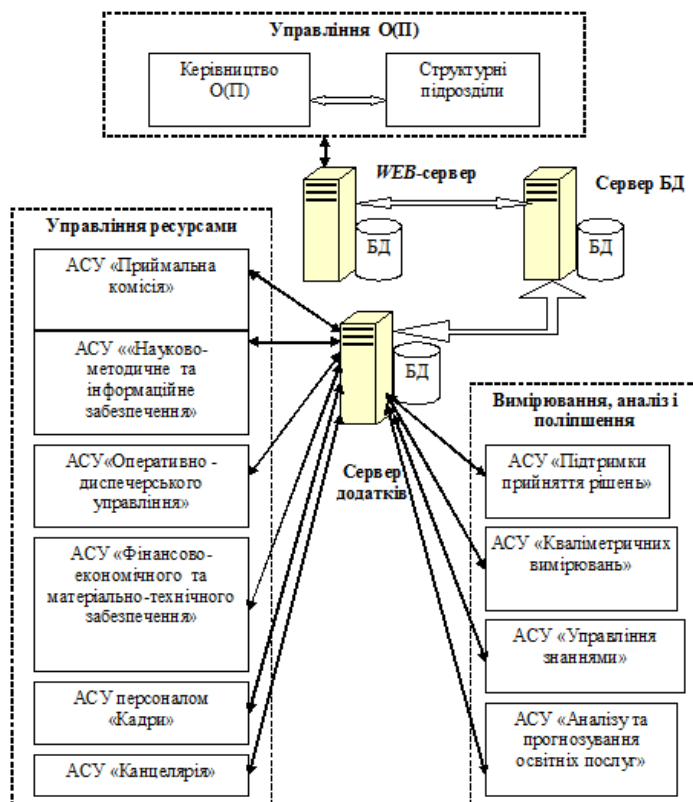 Управління О(П)
Керівництво
О(П)
Структурні
підрозділи
WEB-сервер
Сервер БД
БД
БД
Управління ресурсами
АСУ «Приймальна
комісія»
АСУ ««Науково-
методичне та
інформаційне
забезпечення»
АСУ«Оперативно -
диспечерського
управління»
АСУ «Фінансово-
економічного та
матеріально-технічного
забезпечення»
АСУ персоналом
«Кадри»
АСУ «Канцелярія»
БД
Сервер
додатків
Вимірювання, аналіз і
поліпшення
АСУ «Підтримки
прийняття рішень»
АСУ «Кваліметричних
вимірювань»
АСУ «Управління
знаннями»
АСУ «Аналізу та
прогнозування
освітніх послуг»